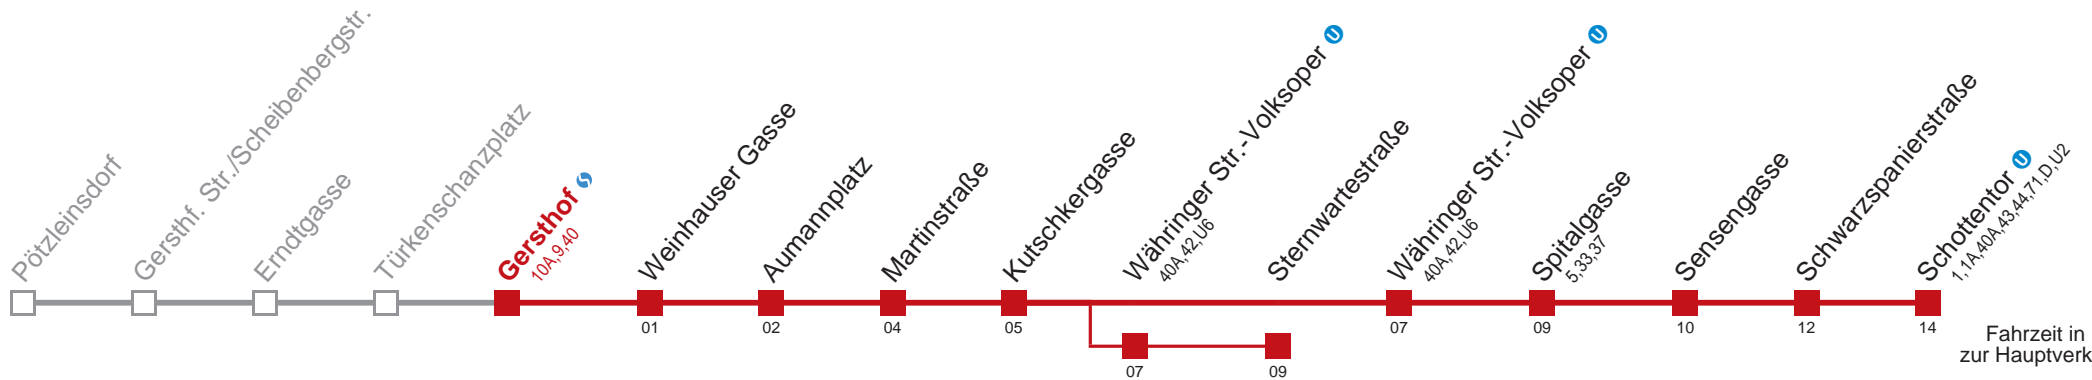 Pötzleinsdorf
Gersthf. Str./Scheibenbergstr.
Erndtgasse
Türkenschanzplatz
Gersthof
10A,9,40
Weinhauser Gasse
01
Aumannplatz
02
Martinstraße
04
Kutschkergasse
05
Währinger Str.-Volksoper U
40A,42,U6
07
Sternwartestraße
09
Währinger Str.-Volksoper U
40A,42,U6
07
Spitalgasse
5,33,37
09
Sensengasse
10
Schwarzspanierstraße
12
Schottentor U
1,1A,40A,43,44,71,D,U2
14
Fahrzeit in
zur Hauptverk